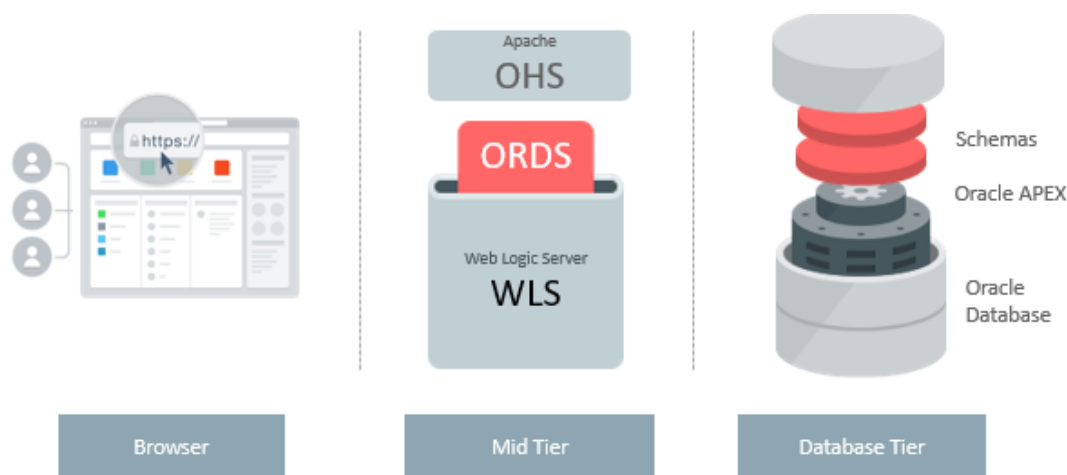 https://
Apache
OHS
ORDS
Web Logic Server
WLS
Schemas
Oracle APEX
Oracle
Database
Browser
Mid Tier
Database Tier